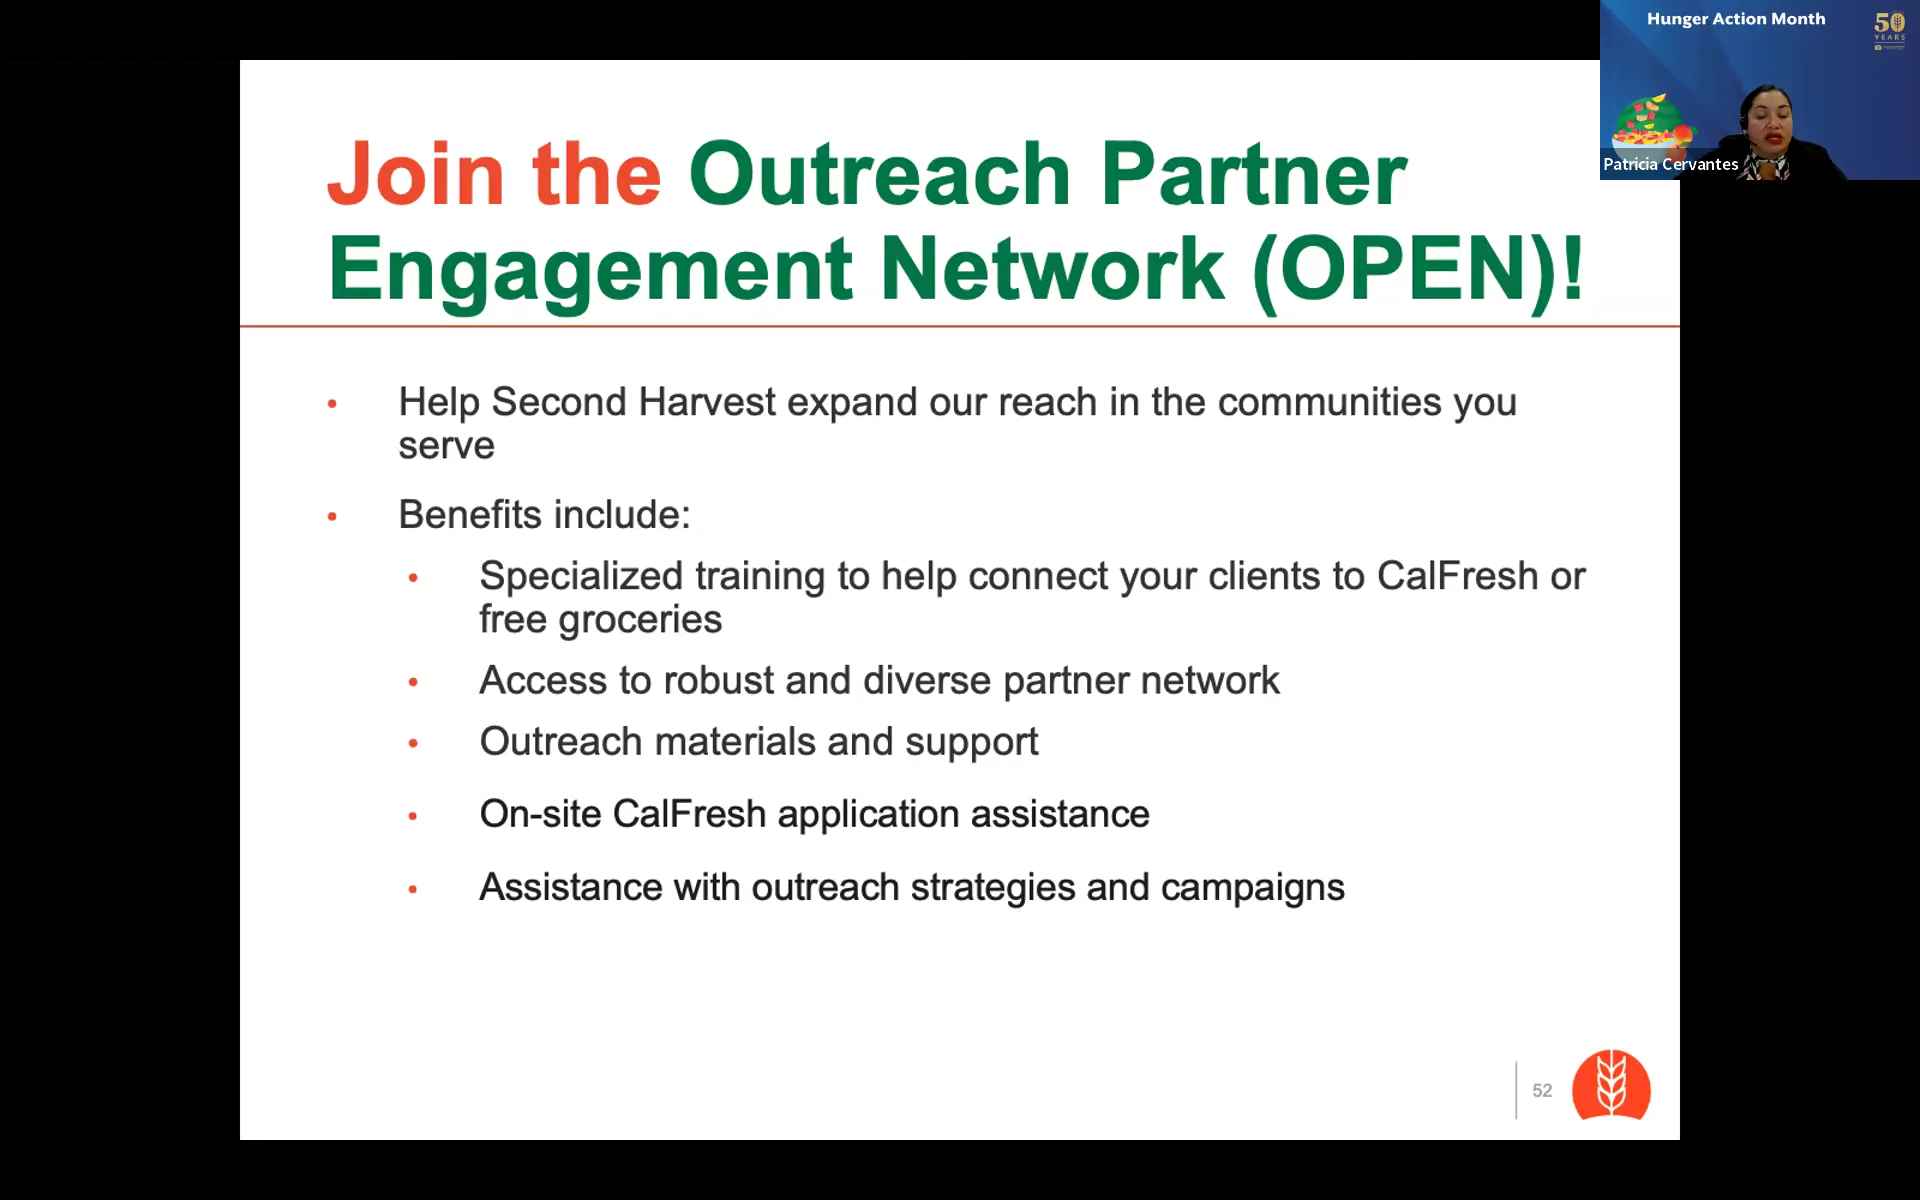 Hunger Action Month
50
YEARS
Patricia Cervantes
Join the Outreach Partner
Engagement Network (OPEN)!
• Help Second Harvest expand our reach in the communities you
serve
• Benefits include:
• Specialized training to help connect your clients to CalFresh or
free groceries
• Access to robust and diverse partner network
• Outreach materials and support
• On-site CalFresh application assistance
• Assistance with outreach strategies and campaigns
52